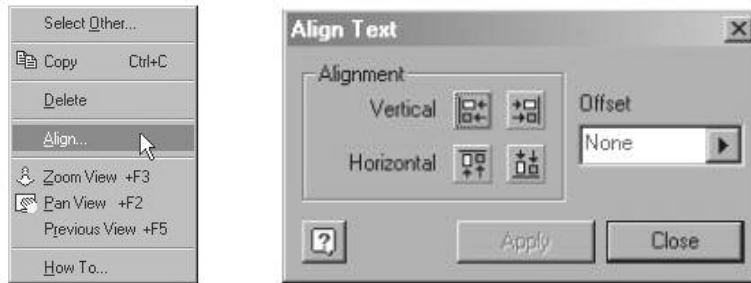 Select Other...
Copy Ctrl+C
Delete
Align...
Zoom View +F3
Pan View +F2
Previous View +F5
How To...
Align Text
Alignment
Vertical
Horizontal
Offset
None
Apply
Close